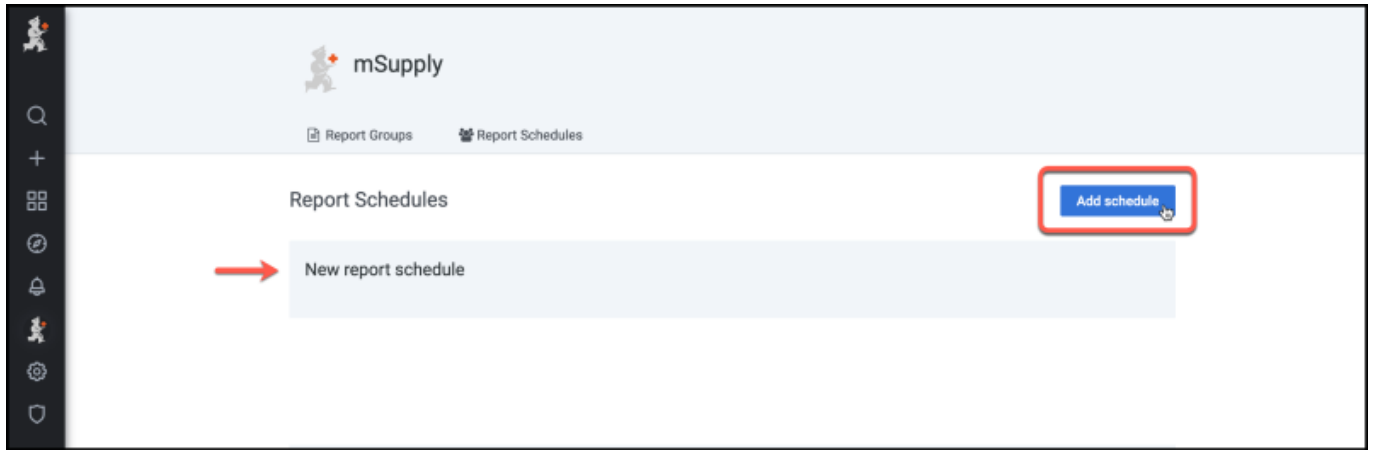 mSupply
Report Groups Report Schedules
Report Schedules Add schedule
New report schedule